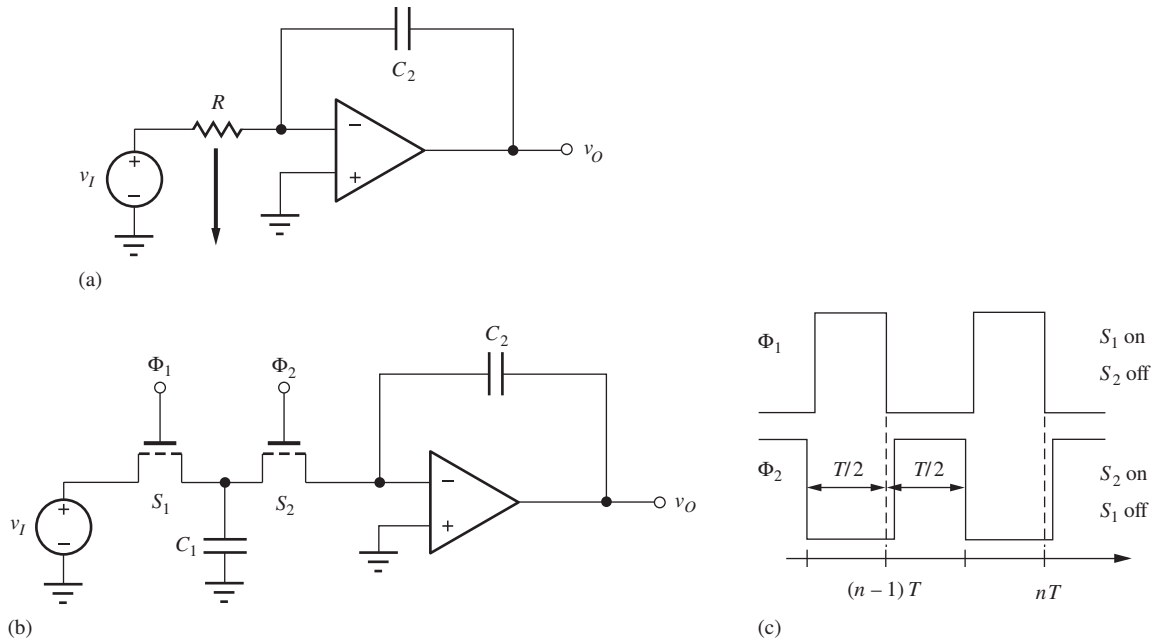 C2
R
vI
+
−
−
+
vO
(a)
Φ1
Φ2
S1
S2
C1
C2
vI
+
−
−
+
vO
(b)
Φ1
S1 on
S2 off
Φ2
T/2
T/2
S2 on
S1 off
(n – 1) T
nT
(c)